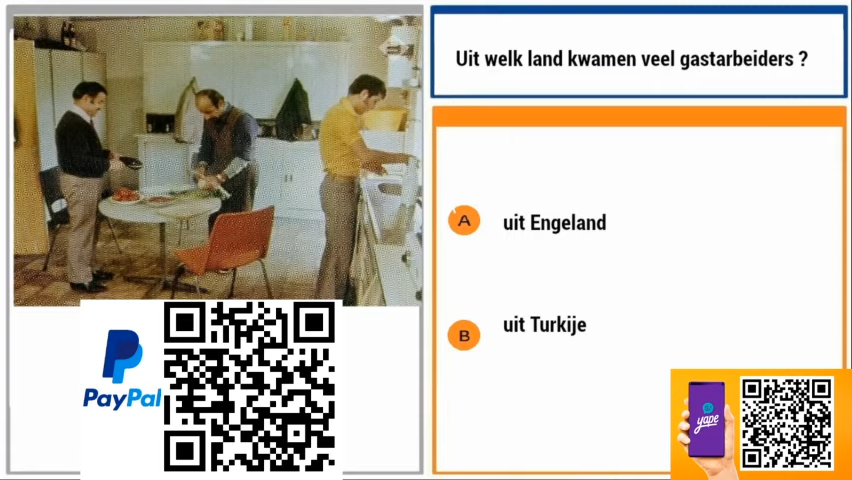 Uit welk land kwamen veel gastarbeiders ?
A uit Engeland
B uit Turkije
PayPal
yape